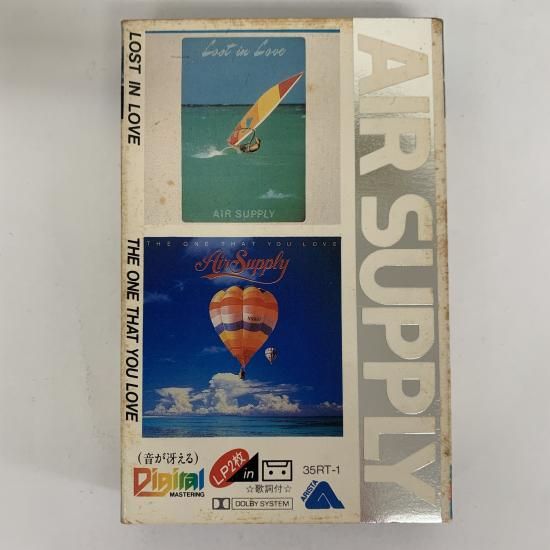 LOST IN LOVE
Lost in Love
AIR SUPPLY
THE ONE THAT YOU LOVE
THE ONE THAT YOU LOVE
Air Supply
AIR SUPPLY
(音が冴える)
Digital
MASTERING
LP2枚
in
☆歌詞付☆
DOLBY SYSTEM
35RT-1
ARISTA